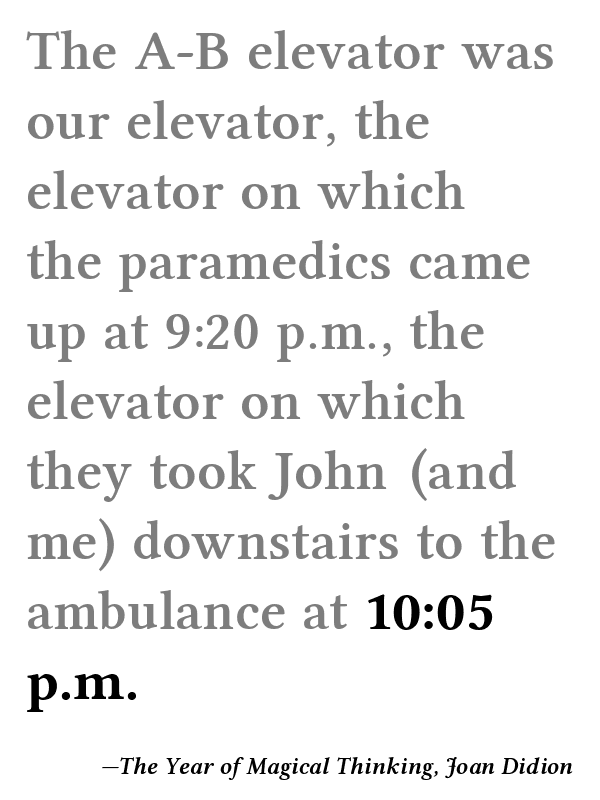 The A-B elevator was
our elevator, the
elevator on which
the paramedics came
up at 9:20 p.m., the
elevator on which
they took John (and
me) downstairs to the
ambulance at 10:05
p.m.
—The Year of Magical Thinking, Joan Didion